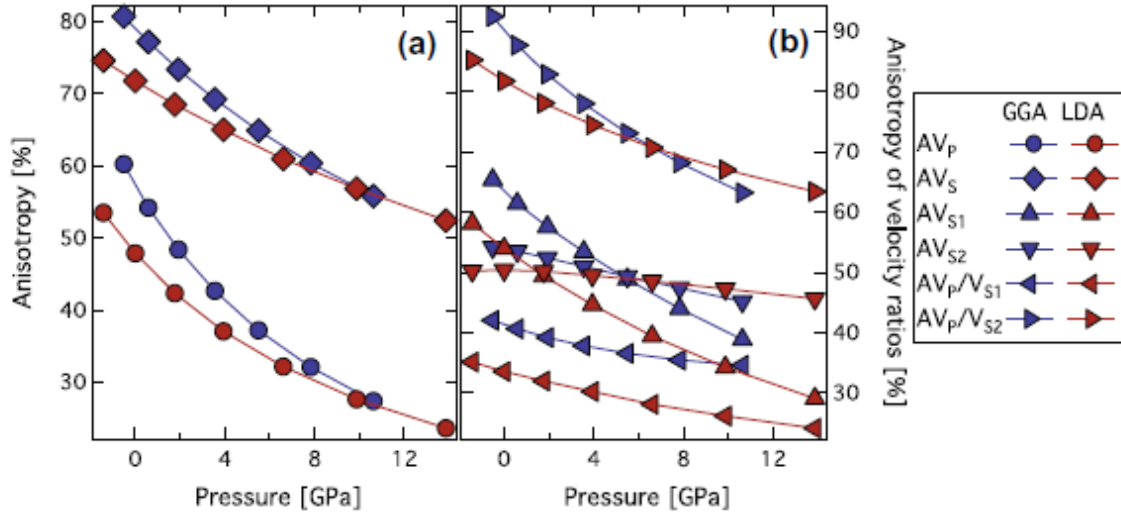 (a)
80
70
60
50
40
30
Anisotropy [%]
0 4 8 12
Pressure [GPa]
(b)
90
80
70
60
50
40
30
Anisotropy of velocity ratios [%]
0 4 8 12
Pressure [GPa]
GGA LDA
AVP
AVS
AVS1
AVS2
AVP/VS1
AVP/VS2